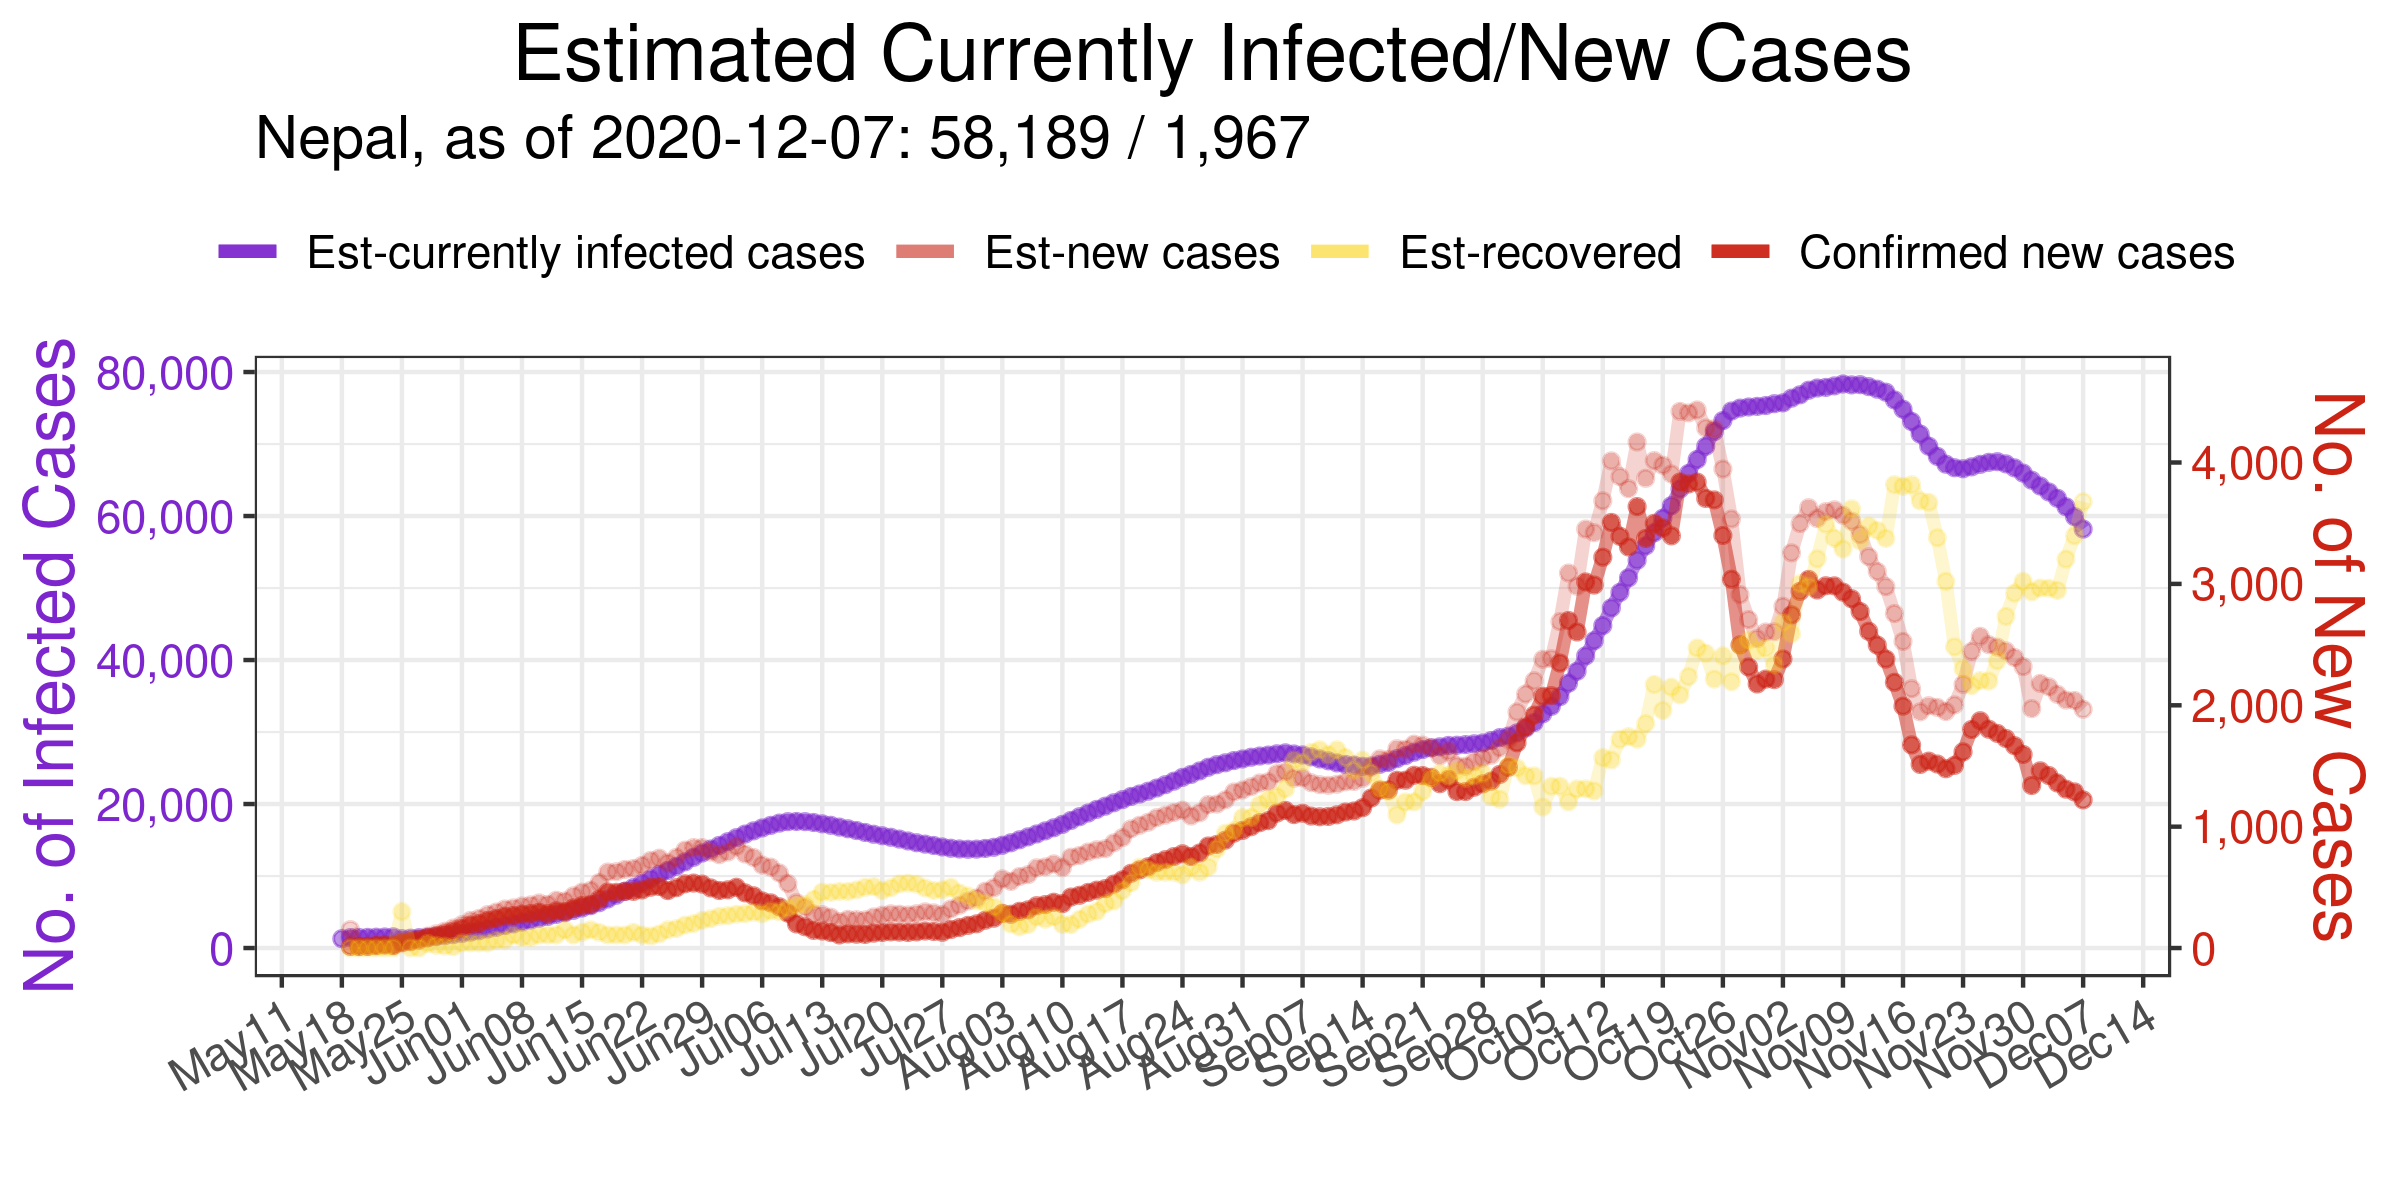 Estimated Currently Infected/New Cases
Nepal, as of 2020-12-07: 58,189 / 1,967
Est-currently infected cases Est-new cases Est-recovered Confirmed new cases
No. of Infected Cases
80,000
60,000
40,000
20,000
0
4,000
3,000
2,000
1,000
0
No. of New Cases
May11 May18 May25 Jun01 Jun08 Jun15 Jun22 Jun29 Jul06 Jul13 Jul20 Jul27 Aug03 Aug10 Aug17 Aug24 Aug31 Sep07 Sep14 Sep21 Sep28 Oct05 Oct12 Oct19 Oct26 Nov02 Nov09 Nov16 Nov23 Nov30 Dec07 Dec14